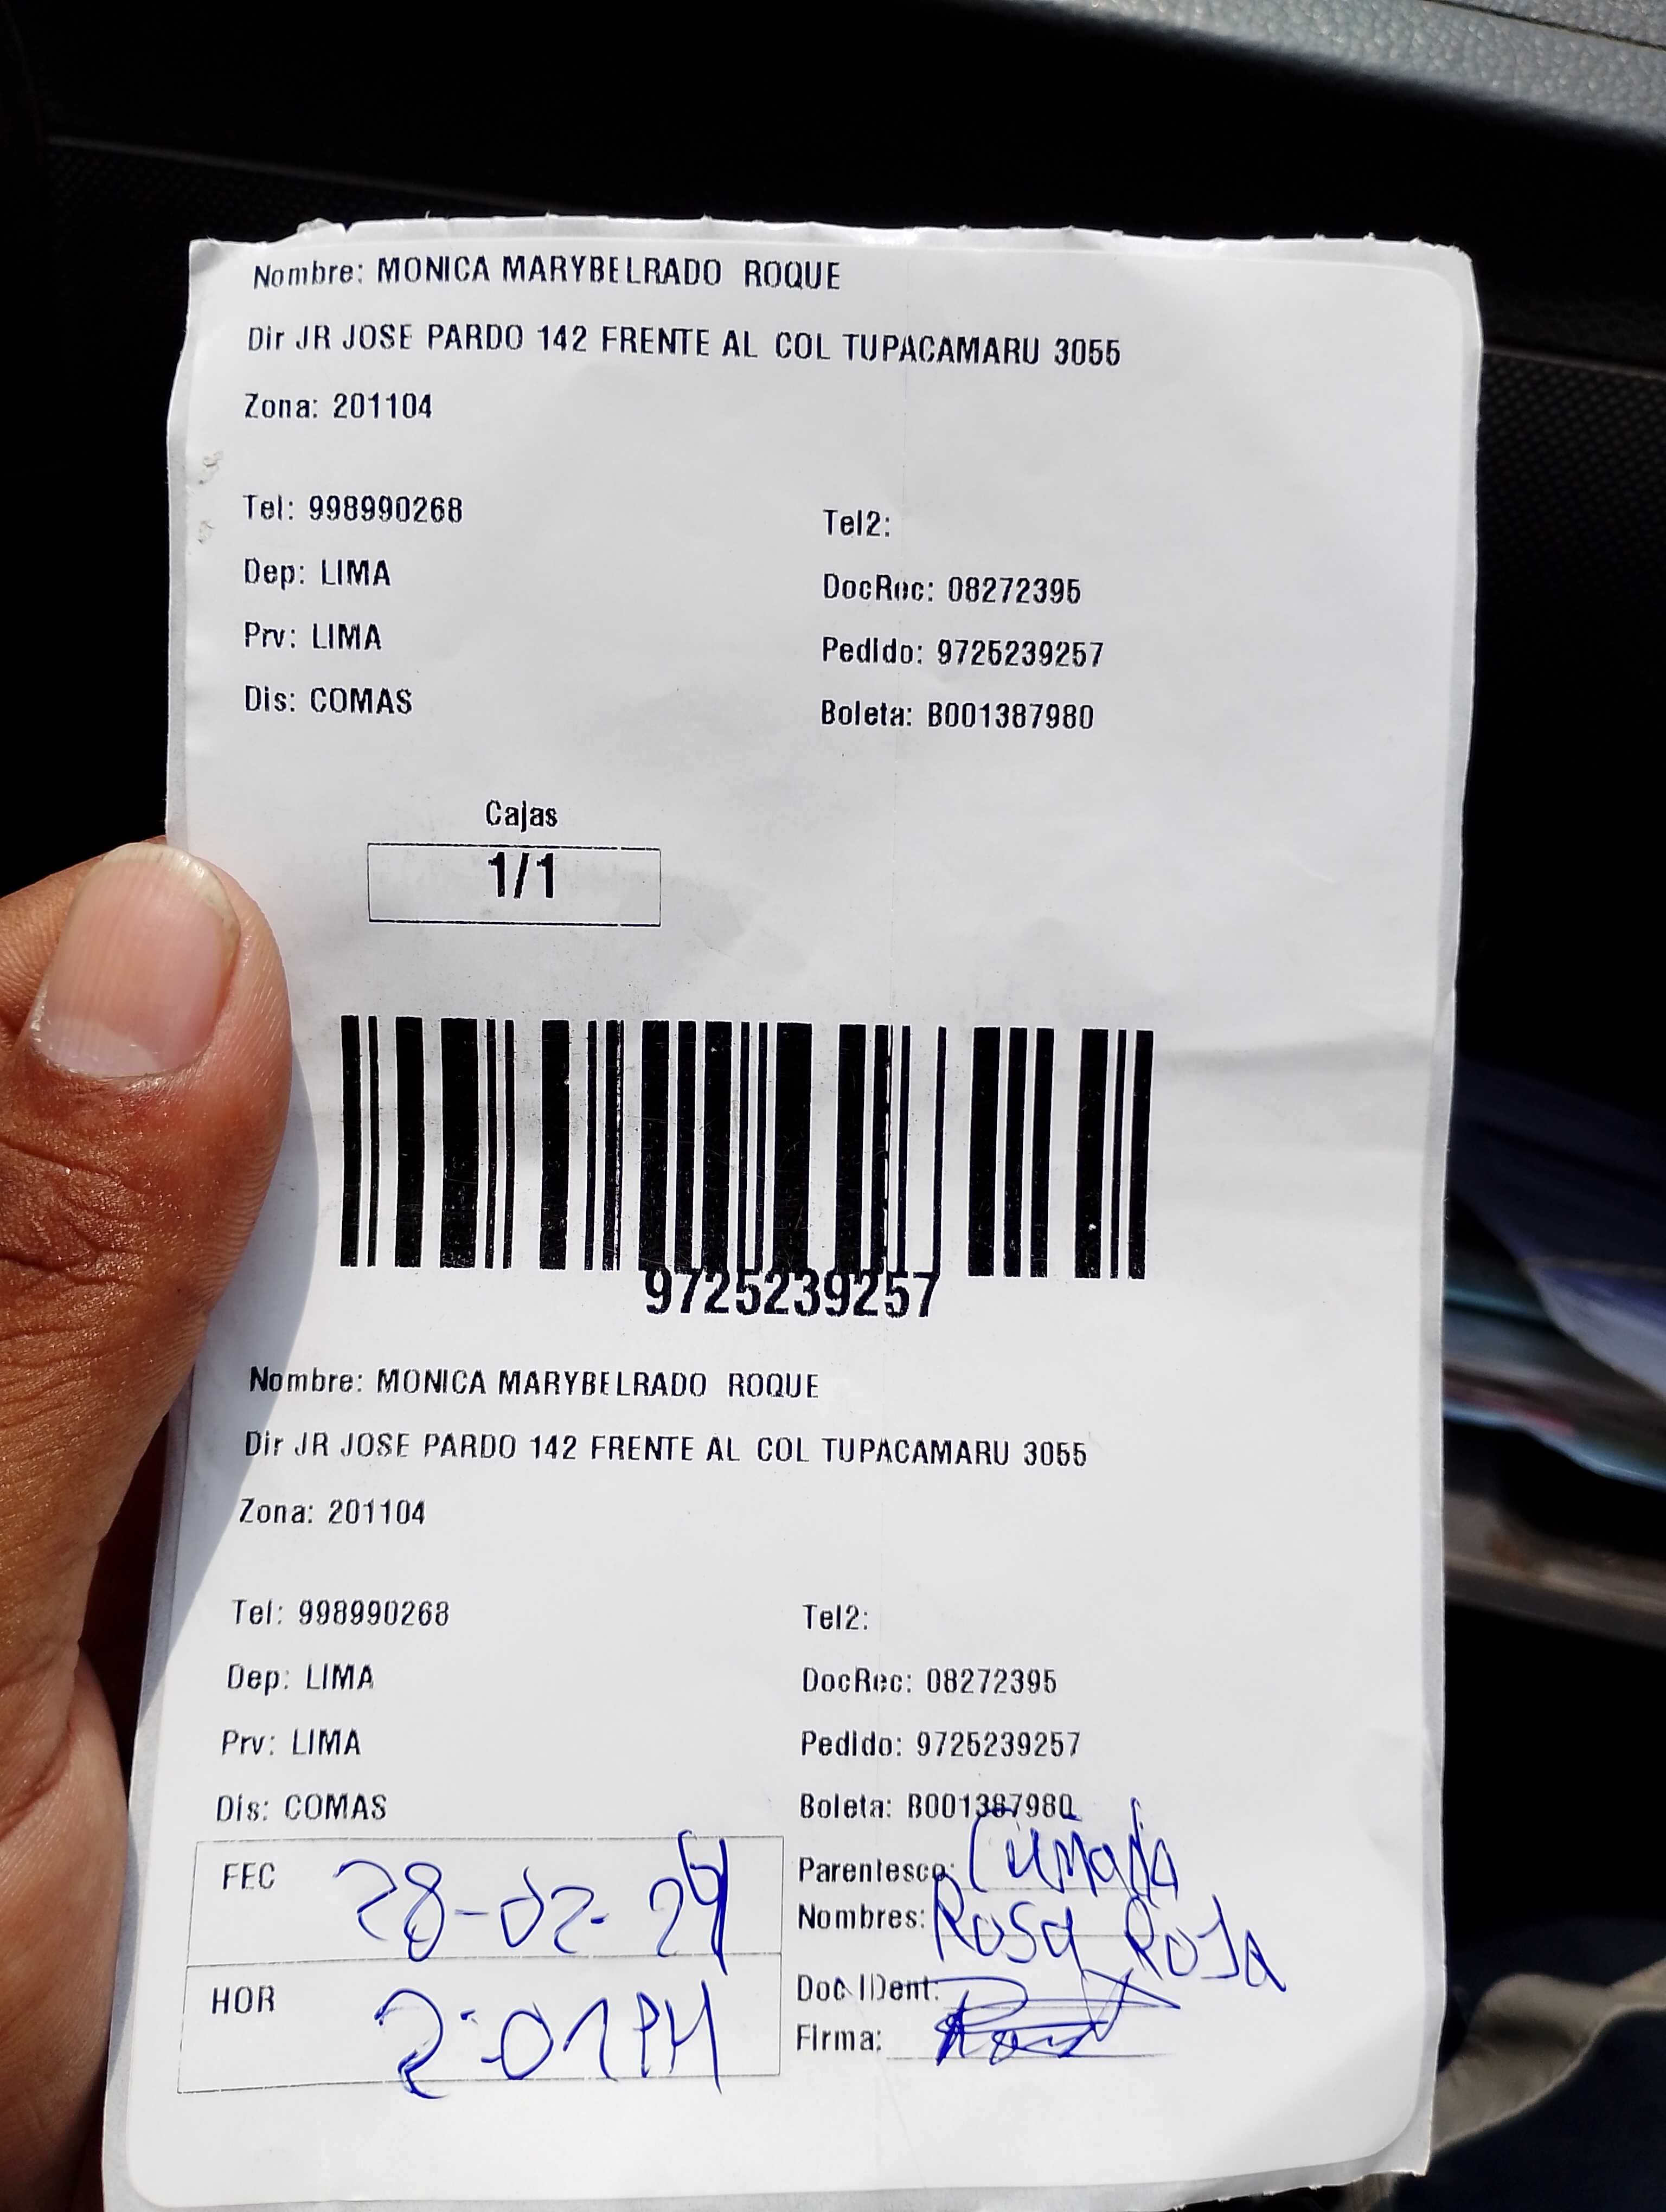 Nombre: MONICA MARYBELRADO ROQUE
Dir JR JOSE PARDO 142 FRENTE AL COL TUPACAMARU 3055
Zona: 201104
Tel: 998990268 Tel2:
Dep: LIMA DocRec: 08272395
Prv: LIMA Pedido: 9725239257
Dis: COMAS Boleta: B001387980
Cajas
1/1
9725239257
Nombre: MONICA MARYBELRADO ROQUE
Dir JR JOSE PARDO 142 FRENTE AL COL TUPACAMARU 3055
Zona: 201104
Tel: 998990268 Tel2:
Dep: LIMA DocRec: 08272395
Prv: LIMA Pedido: 9725239257
Dis: COMAS Boleta: B001387980
FEC 28-02-24 Parentesco: Cuñada
Nombres: Rosa Roja
HOR 2:01 PM Doc IDent:
Firma: